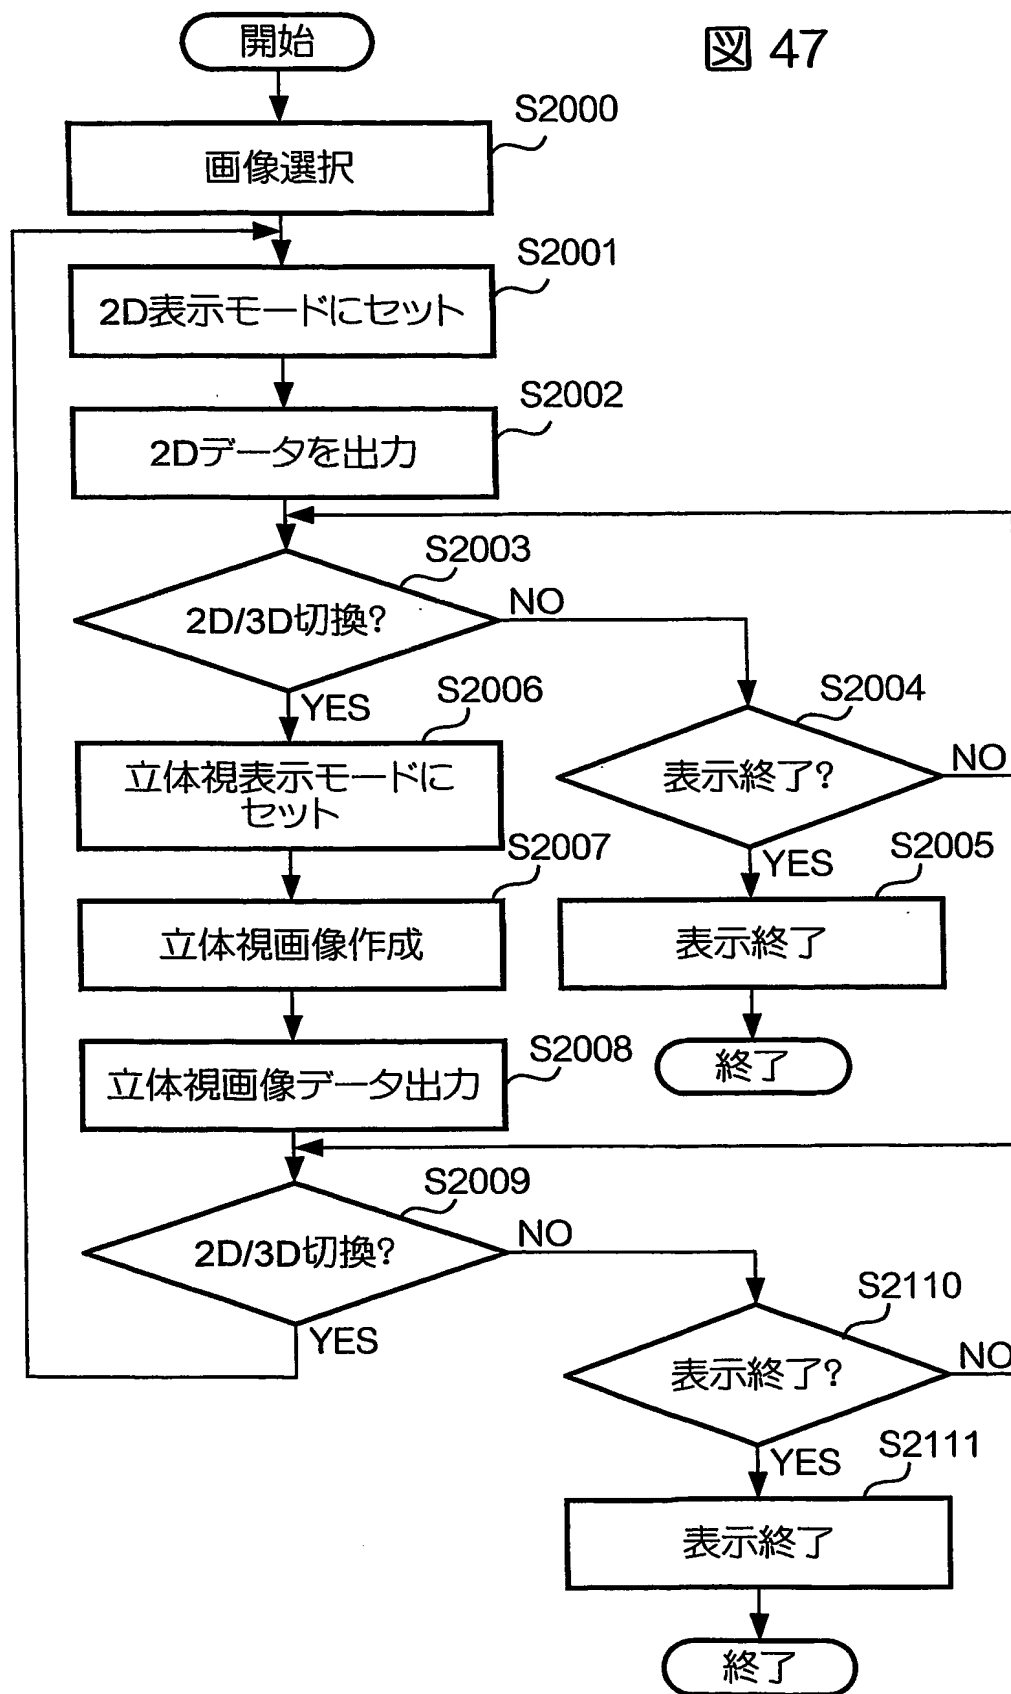 図 47
開始
S2000
画像選択
S2001
2D表示モードにセット
S2002
2Dデータを出力
S2003
2D/3D切換?
NO
YES
S2004
表示終了?
NO
YES
S2005
表示終了
終了
S2006
立体視表示モードに
セット
S2007
立体視画像作成
S2008
立体視画像データ出力
S2009
2D/3D切換?
NO
YES
S2110
表示終了?
NO
YES
S2111
表示終了
終了